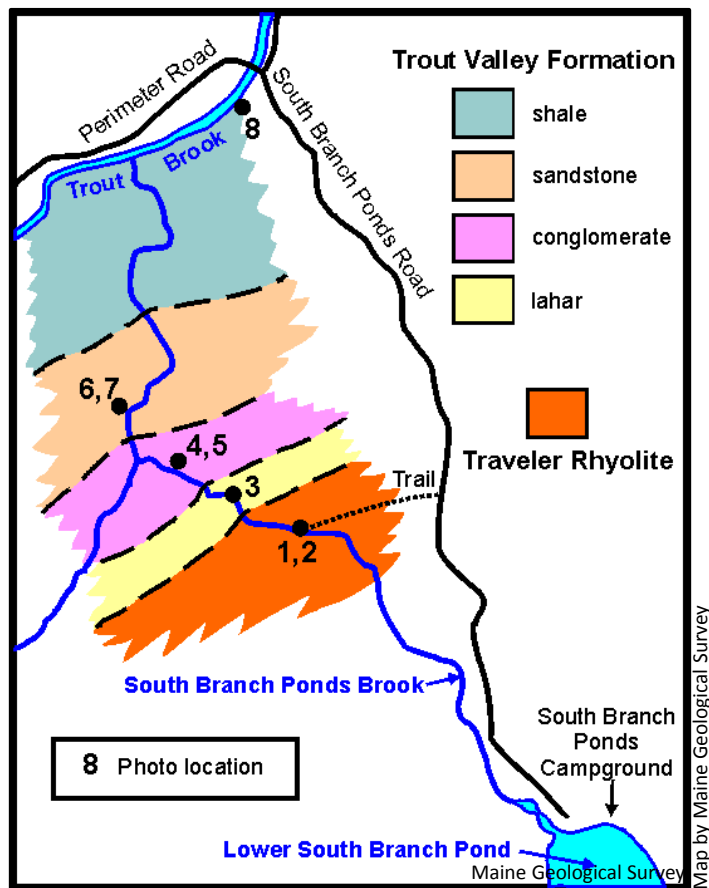 Trout Valley Formation
shale
sandstone
conglomerate
lahar
Traveler Rhyolite
Perimeter Road
South Branch Ponds Road
Trout Brook
8
6,7
4,5
3
1,2
Trail
South Branch Ponds Brook
South Branch
Ponds
Campground
8 Photo location
Lower South Branch Pond
Maine Geological Survey
Map by Maine Geological Survey